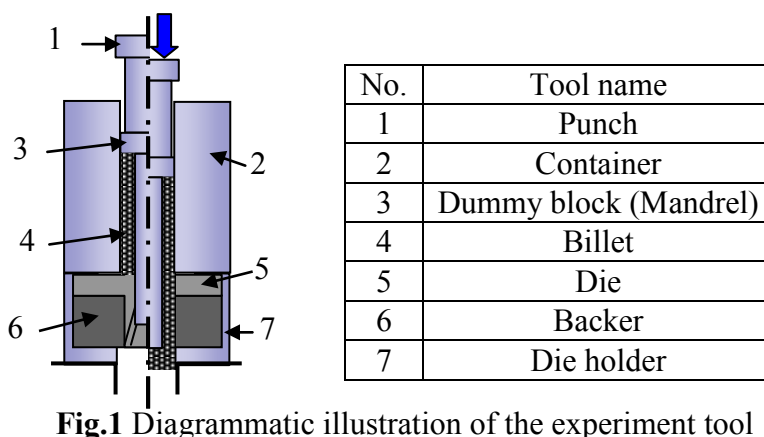 1
3
2
4
5
6
7
No. Tool name
1 Punch
2 Container
3 Dummy block (Mandrel)
4 Billet
5 Die
6 Backer
7 Die holder
Fig.1 Diagrammatic illustration of the experiment tool